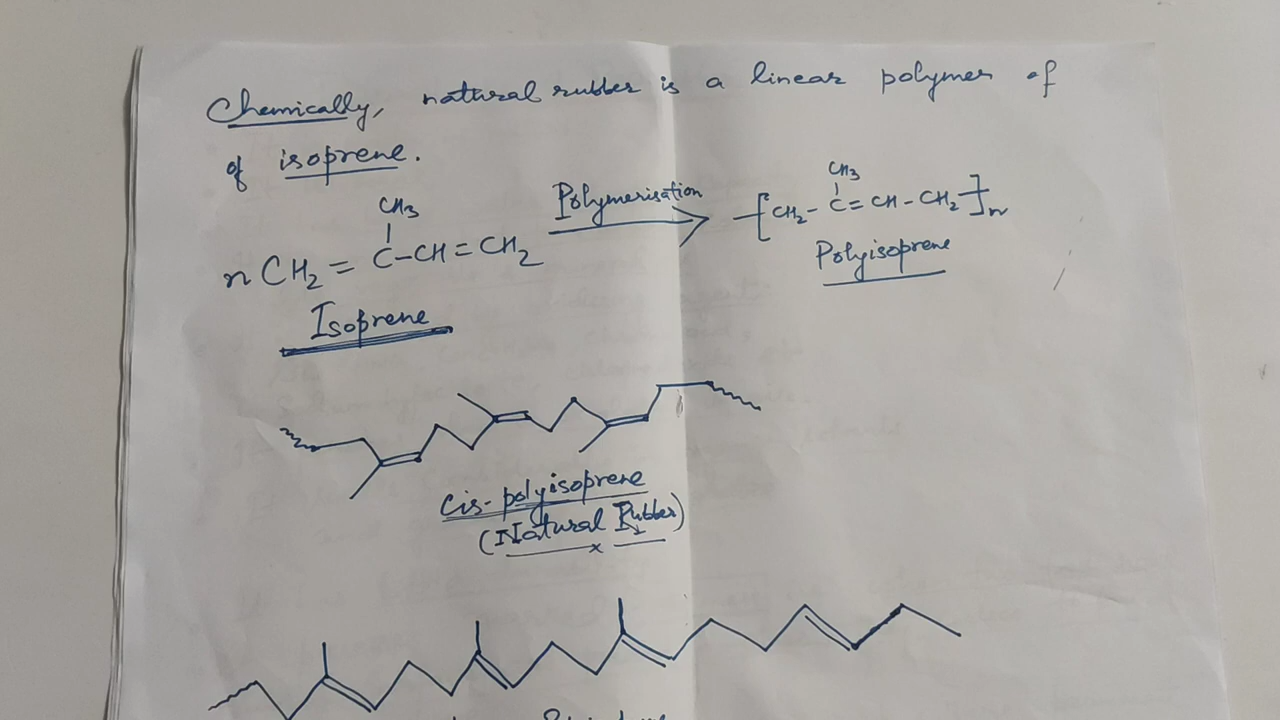 Chemically, natural rubber is a linear polymer of
of isoprene.
CH3
Polymerisation
CH3
n CH2 = C-CH=CH2
-[CH2-C=CH-CH2]n
Isoprene
Polyisoprene
Cis-polyisoprene
(Natural Rubber)
x